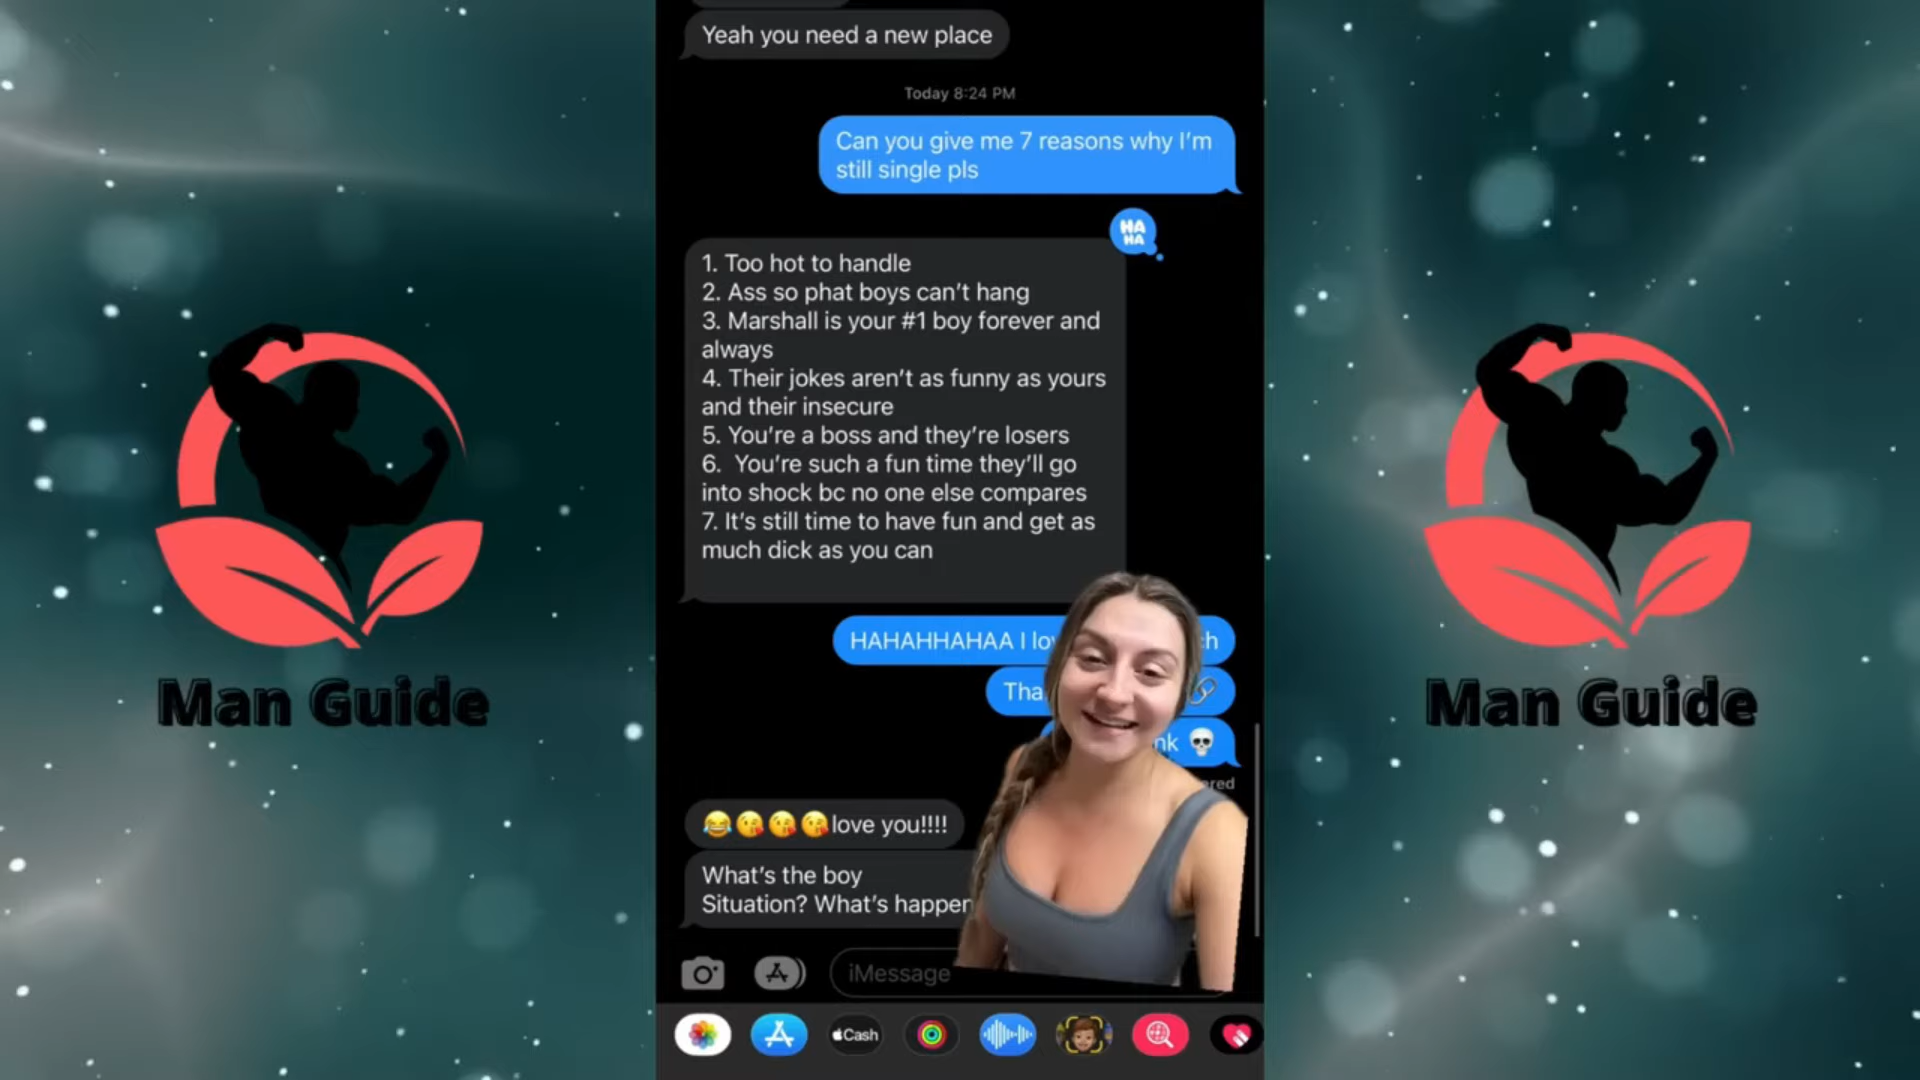 Yeah you need a new place
Today 8:24 PM
Can you give me 7 reasons why I'm
still single pls
HA
HA
1. Too hot to handle
2. Ass so phat boys can't hang
3. Marshall is your #1 boy forever and
always
4. Their jokes aren't as funny as yours
and their insecure
5. You're a boss and they're losers
6. You're such a fun time they'll go
into shock bc no one else compares
7. It's still time to have fun and get as
much dick as you can
HAHAHHAHAA I
love you!!!!
What's the boy
Situation? What's
iMessage
Cash
Man Guide
Man Guide